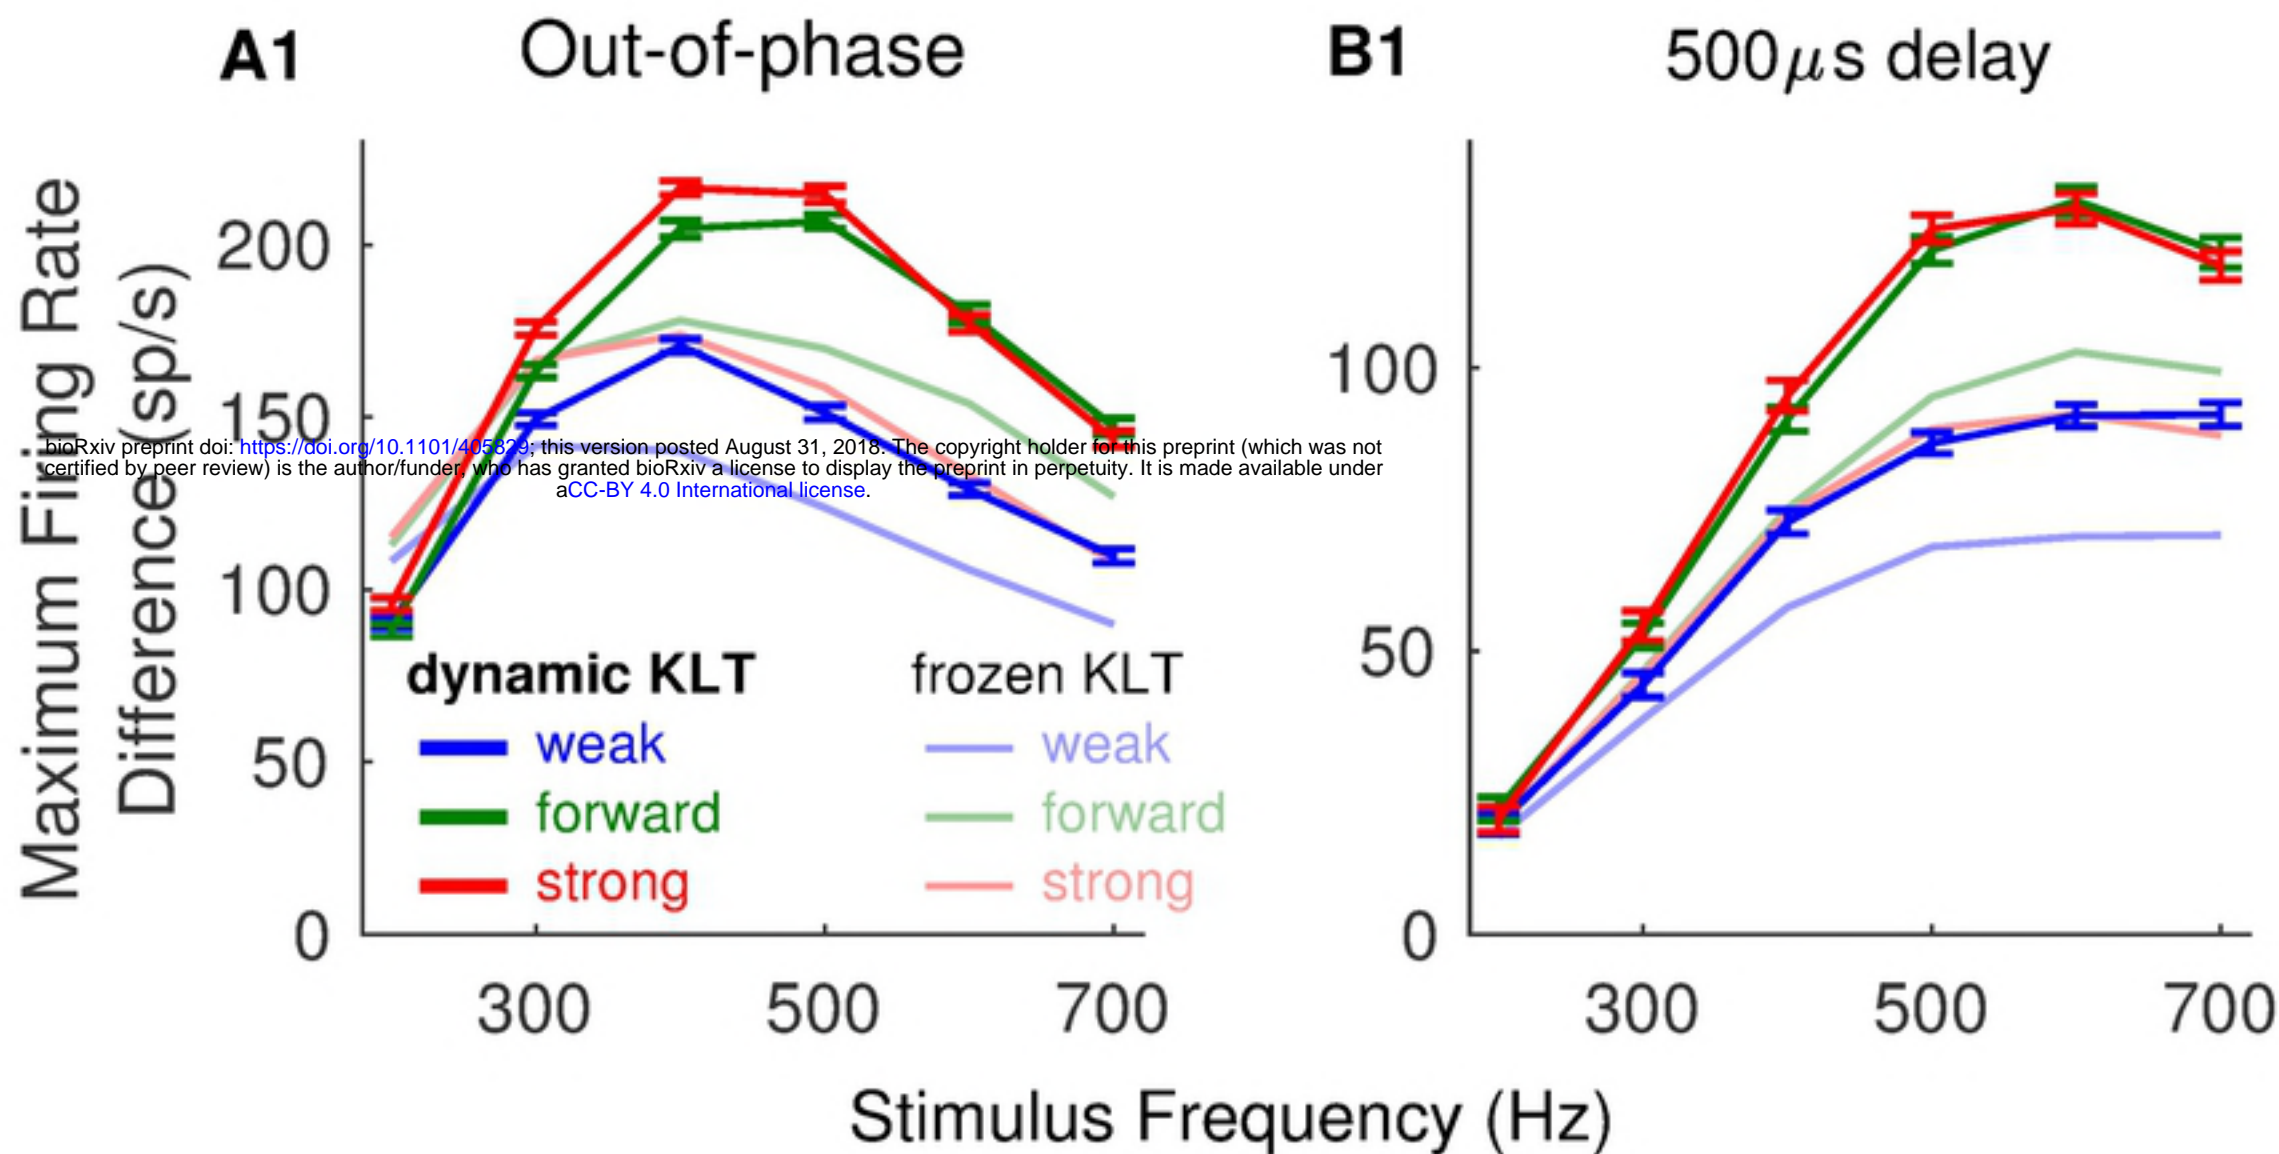 A1
Out-of-phase
B1
500μs delay
Maximum Firing Rate
Difference (sp/s)
200
150
100
50
0
100
50
0
bioRxiv preprint doi: https://doi.org/10.1101/405829; this version posted August 31, 2018. The copyright holder for this preprint (which was not
certified by peer review) is the author/funder, who has granted bioRxiv a license to display the preprint in perpetuity. It is made available under
aCC-BY 4.0 International license.
dynamic KLT
weak
forward
strong
frozen KLT
weak
forward
strong
300 500 700
300 500 700
Stimulus Frequency (Hz)